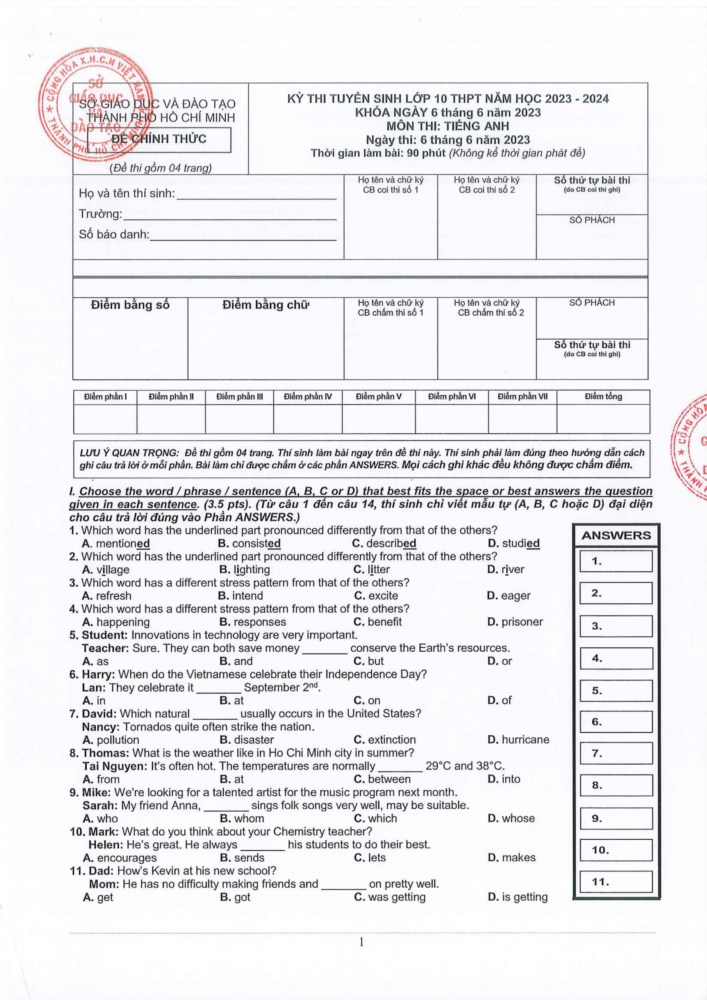 CỘNG HÒA X.H.C.N VIỆT NAM
SỞ
GIÁO DỤC
VÀ
ĐÀO TẠO
THÀNH PHỐ HỒ CHÍ MINH
SỞ GIÁO DỤC VÀ ĐÀO TẠO
THÀNH PHỐ HỒ CHÍ MINH
ĐỀ CHÍNH THỨC
(Đề thi gồm 04 trang)
KỲ THI TUYỂN SINH LỚP 10 THPT NĂM HỌC 2023 - 2024
KHÓA NGÀY 6 tháng 6 năm 2023
MÔN THI: TIẾNG ANH
Ngày thi: 6 tháng 6 năm 2023
Thời gian làm bài: 90 phút (Không kể thời gian phát đề)
Họ và tên thí sinh:
Trường:
Số báo danh:
Họ tên và chữ ký
CB coi thi số 1
Họ tên và chữ ký
CB coi thi số 2
Số thứ tự bài thi
(do CB coi thi ghi)
SỐ PHÁCH
Điểm bằng số
Điểm bằng chữ
Họ tên và chữ ký
CB chấm thi số 1
Họ tên và chữ ký
CB chấm thi số 2
SỐ PHÁCH
Số thứ tự bài thi
(do CB coi thi ghi)
Điểm phần I Điểm phần II Điểm phần III Điểm phần IV Điểm phần V Điểm phần VI Điểm phần VII Điểm tổng
LƯU Ý QUAN TRỌNG: Đề thi gồm 04 trang. Thí sinh làm bài ngay trên đề thi này. Thí sinh phải làm đúng theo hướng dẫn cách
ghi câu trả lời ở mỗi phần. Bài làm chỉ được chấm ở các phần ANSWERS. Mọi cách ghi khác đều không được chấm điểm.
I. Choose the word / phrase / sentence (A, B, C or D) that best fits the space or best answers the question
given in each sentence. (3.5 pts). (Từ câu 1 đến câu 14, thí sinh chỉ viết mẫu tự (A, B, C hoặc D) đại diện
cho câu trả lời đúng vào Phần ANSWERS.)
1. Which word has the underlined part pronounced differently from that of the others?
A. mentioned B. consisted C. described D. studied
2. Which word has the underlined part pronounced differently from that of the others?
A. village B. lighting C. litter D. river
3. Which word has a different stress pattern from that of the others?
A. refresh B. intend C. excite D. eager
4. Which word has a different stress pattern from that of the others?
A. happening B. responses C. benefit D. prisoner
5. Student: Innovations in technology are very important.
Teacher: Sure. They can both save money ______ conserve the Earth's resources.
A. as B. and C. but D. or
6. Harry: When do the Vietnamese celebrate their Independence Day?
Lan: They celebrate it ______ September 2nd.
A. in B. at C. on D. of
7. David: Which natural ______ usually occurs in the United States?
Nancy: Tornados quite often strike the nation.
A. pollution B. disaster C. extinction D. hurricane
8. Thomas: What is the weather like in Ho Chi Minh city in summer?
Tai Nguyen: It's often hot. The temperatures are normally ______ 29°C and 38°C.
A. from B. at C. between D. into
9. Mike: We're looking for a talented artist for the music program next month.
Sarah: My friend Anna, ______ sings folk songs very well, may be suitable.
A. who B. whom C. which D. whose
10. Mark: What do you think about your Chemistry teacher?
Helen: He's great. He always ______ his students to do their best.
A. encourages B. sends C. lets D. makes
11. Dad: How's Kevin at his new school?
Mom: He has no difficulty making friends and ______ on pretty well.
A. get B. got C. was getting D. is getting
ANSWERS
1.
2.
3.
4.
5.
6.
7.
8.
9.
10.
11.
1